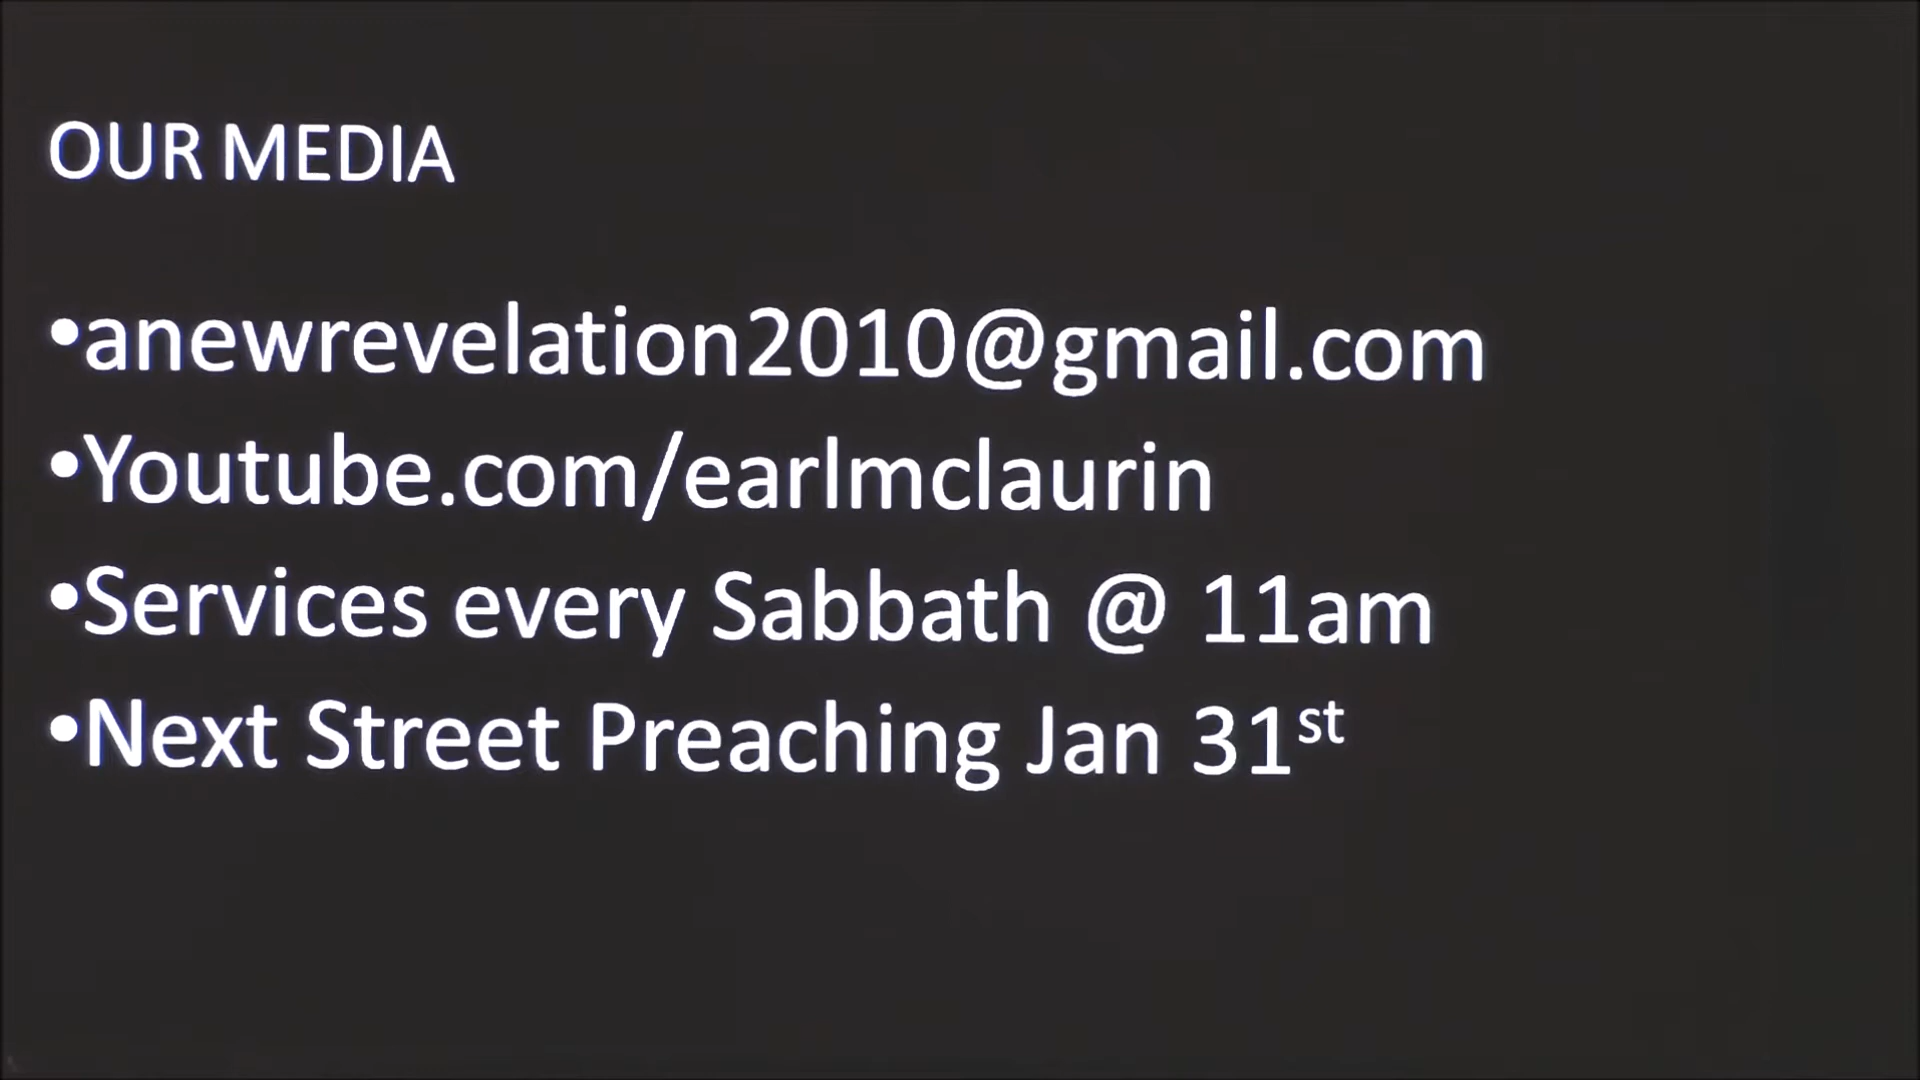 OUR MEDIA
•anewrevelation2010@gmail.com
•Youtube.com/earlmclaurin
•Services every Sabbath @ 11am
•Next Street Preaching Jan 31st